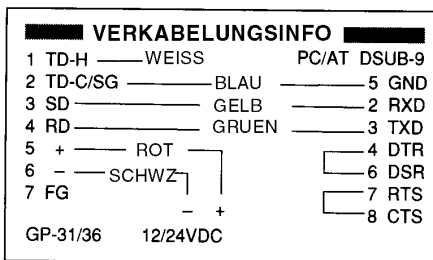 VERKABELUNGSINFO
1 TD-H WEISS PC/AT DSUB-9
2 TD-C/SG BLAU 5 GND
3 SD GELB 2 RXD
4 RD GRUEN 3 TXD
5 + ROT 4 DTR
6 – SCHWZ 6 DSR
7 FG 7 RTS
– + 8 CTS
GP-31/36 12/24VDC